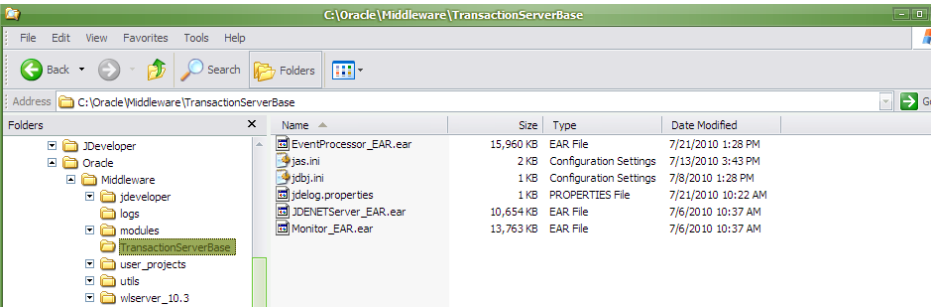 C:\Oracle\Middleware\TransactionServerBase
File Edit View Favorites Tools Help
Back Search Folders
Address C:\Oracle\Middleware\TransactionServerBase
Folders X Name Size Type Date Modified
JDeveloper EventProcessor_EAR.ear 15,960 KB EAR File 7/21/2010 1:28 PM
Oracle jas.ini 2 KB Configuration Settings 7/13/2010 3:43 PM
Middleware jdbj.ini 1 KB Configuration Settings 7/8/2010 1:28 PM
jdeveloper jdelog.properties 1 KB PROPERTIES File 7/21/2010 10:22 AM
logs JDENETServer_EAR.ear 10,654 KB EAR File 7/6/2010 10:37 AM
modules Monitor_EAR.ear 13,763 KB EAR File 7/6/2010 10:37 AM
TransactionServerBase
user_projects
utils
wlserver_10.3